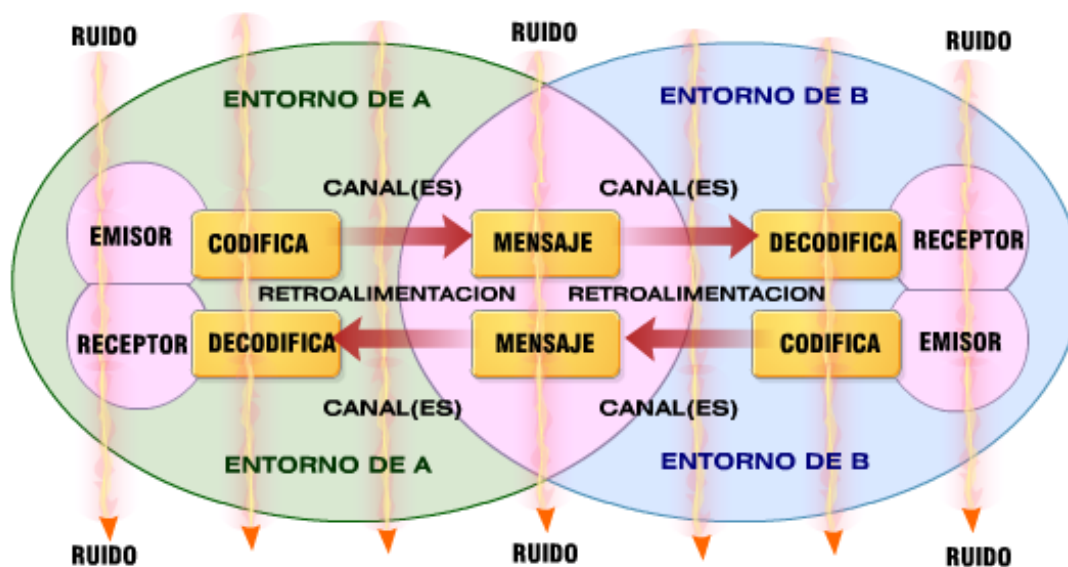 RUIDO RUIDO RUIDO
ENTORNO DE A ENTORNO DE B
CANAL(ES) CANAL(ES)
EMISOR CODIFICA MENSAJE DECODIFICA RECEPTOR
RETROALIMENTACION RETROALIMENTACION
RECEPTOR DECODIFICA MENSAJE CODIFICA EMISOR
CANAL(ES) CANAL(ES)
ENTORNO DE A ENTORNO DE B
RUIDO RUIDO RUIDO